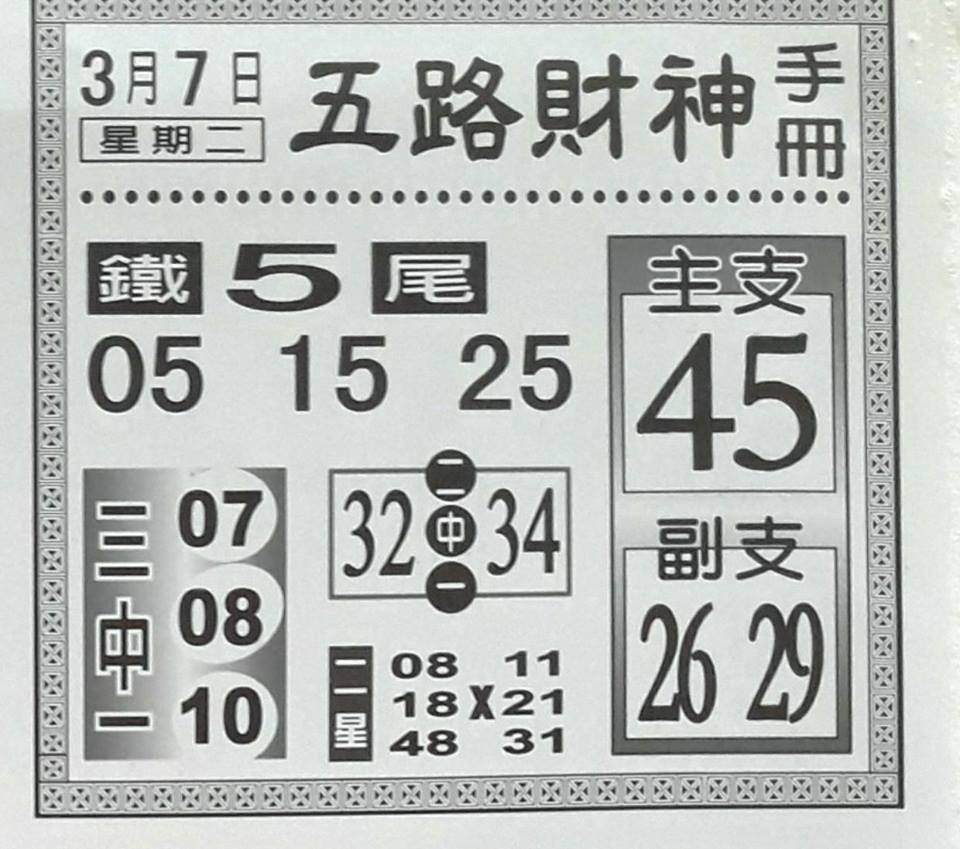 3月7日
星期二
五路財神
手冊
鐵5尾
05 15 25
主支
45
三中一
07
08
10
32 二中一 34
副支
26 29
二星
08 11
18 X 21
48 31